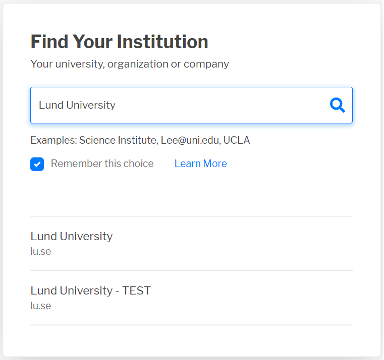 Find Your Institution
Your university, organization or company
Lund University
Examples: Science Institute, Lee@uni.edu, UCLA
Remember this choice Learn More
Lund University
lu.se
Lund University - TEST
lu.se